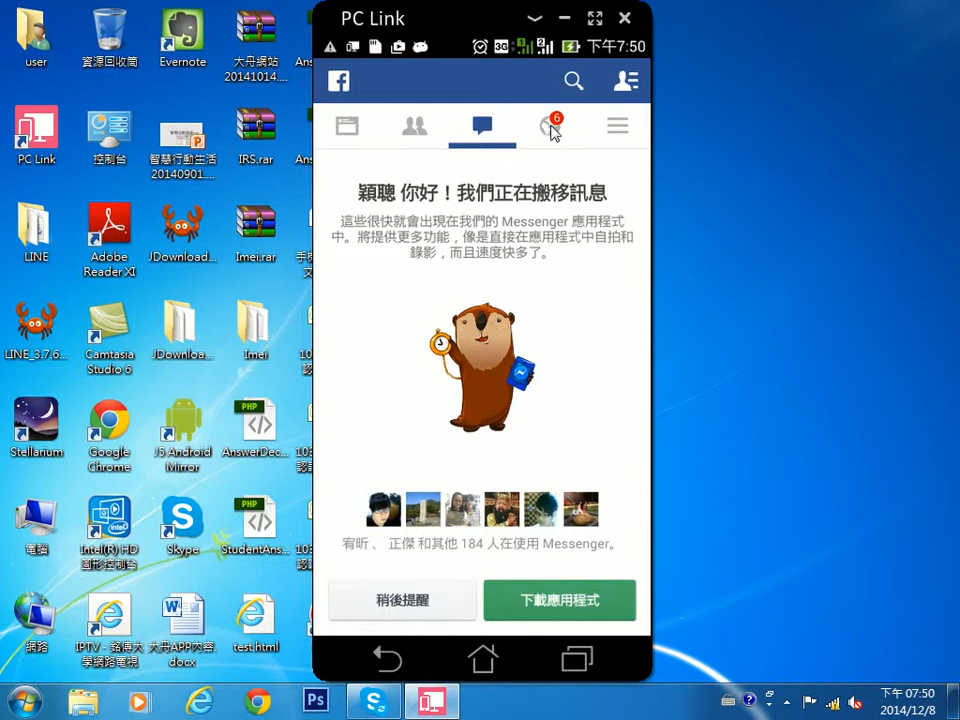 user
資源回收筒
Evernote
大舟網站
20141014....
PC Link
控制台
智慧行動生活
20140901....
IRS.rar
LINE
Adobe
Reader XI
JDownload...
Imei.rar
LINE_3.7.6...
Camtasia
Studio 6
JDownloa...
Imei
Stellarium
Google
Chrome
J5 Android
Mirror
PHP
AnswerDec...
電腦
Intel(R) HD
圖形控制台
Skype
PHP
StudentAns...
網路
IPTV - 銘傳大
學網路電視
大舟APP內容.
docx
test.html
PC Link
3G
下午7:50
6
穎聰 你好！我們正在搬移訊息
這些很快就會出現在我們的 Messenger 應用程式
中。將提供更多功能，像是直接在應用程式中自拍和
錄影，而且速度快多了。
宥昕 、 正傑 和其他 184 人在使用 Messenger。
稍後提醒
下載應用程式
Ps
下午 07:50
2014/12/8